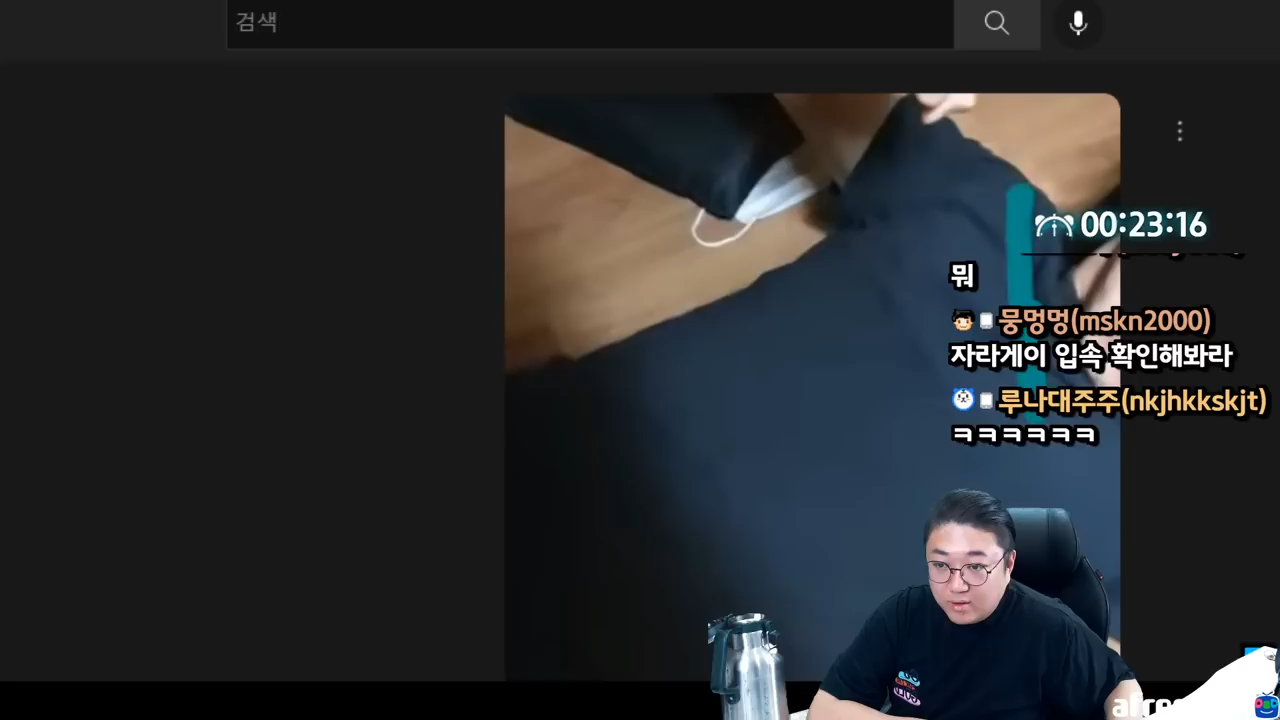 검색
00:23:16
뭐
뭉멍멍(mskn2000)
자라게이 입속 확인해봐라
루나대주주(nkjhkkskjt)
ㅋㅋㅋㅋㅋㅋ